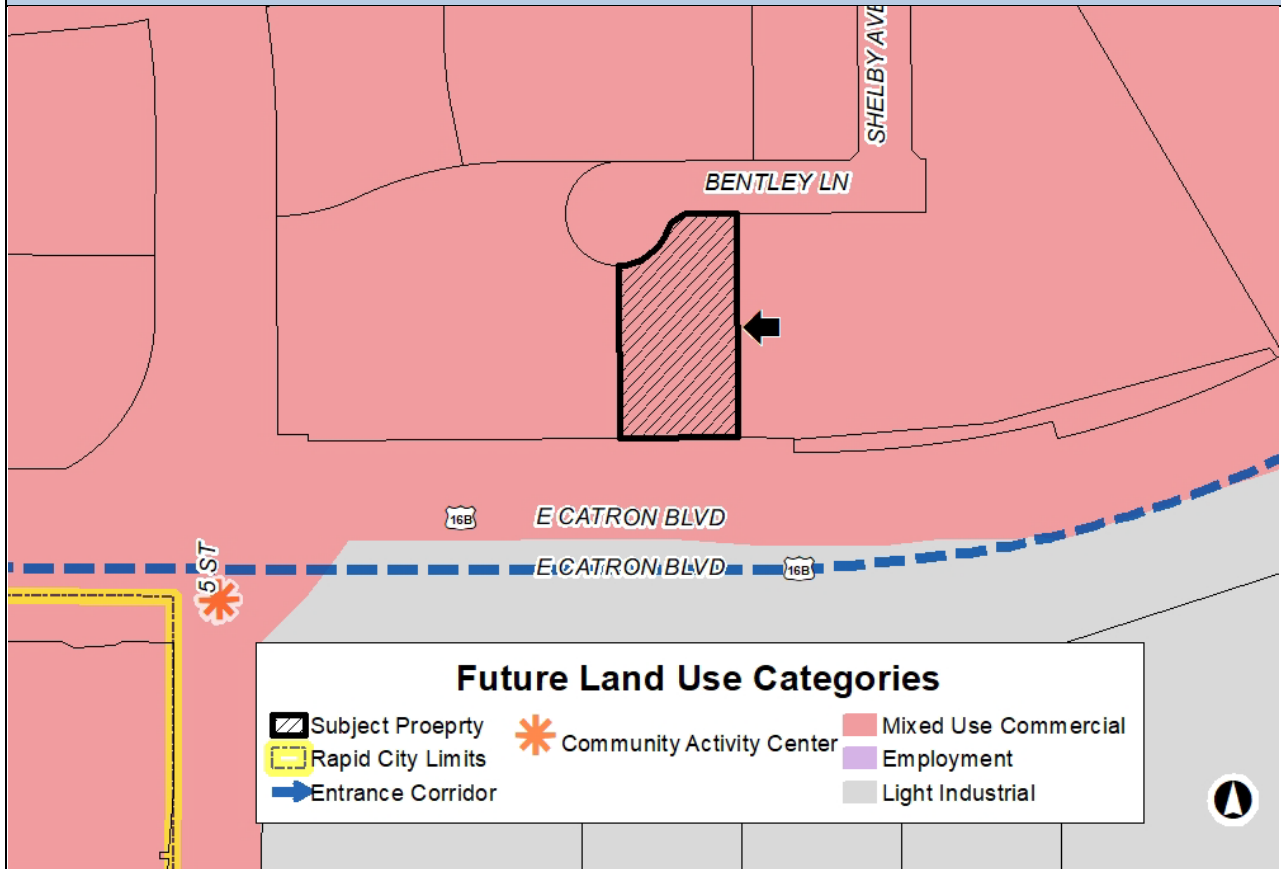 SHELBY AVE
BENTLEY LN
16B
E CATRON BLVD
E CATRON BLVD
16B
5 ST
Future Land Use Categories
Subject Proeprty
Rapid City Limits
Entrance Corridor
Community Activity Center
Mixed Use Commercial
Employment
Light Industrial